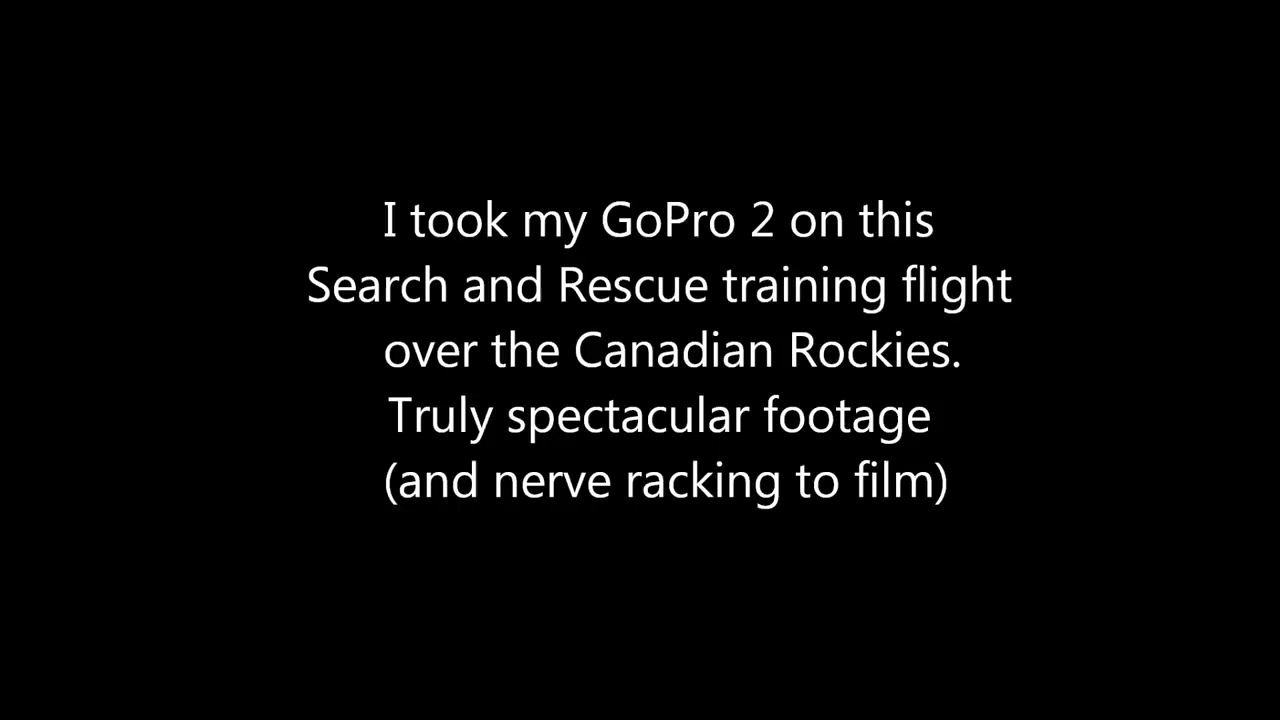 I took my GoPro 2 on this
Search and Rescue training flight
over the Canadian Rockies.
Truly spectacular footage
(and nerve racking to film)